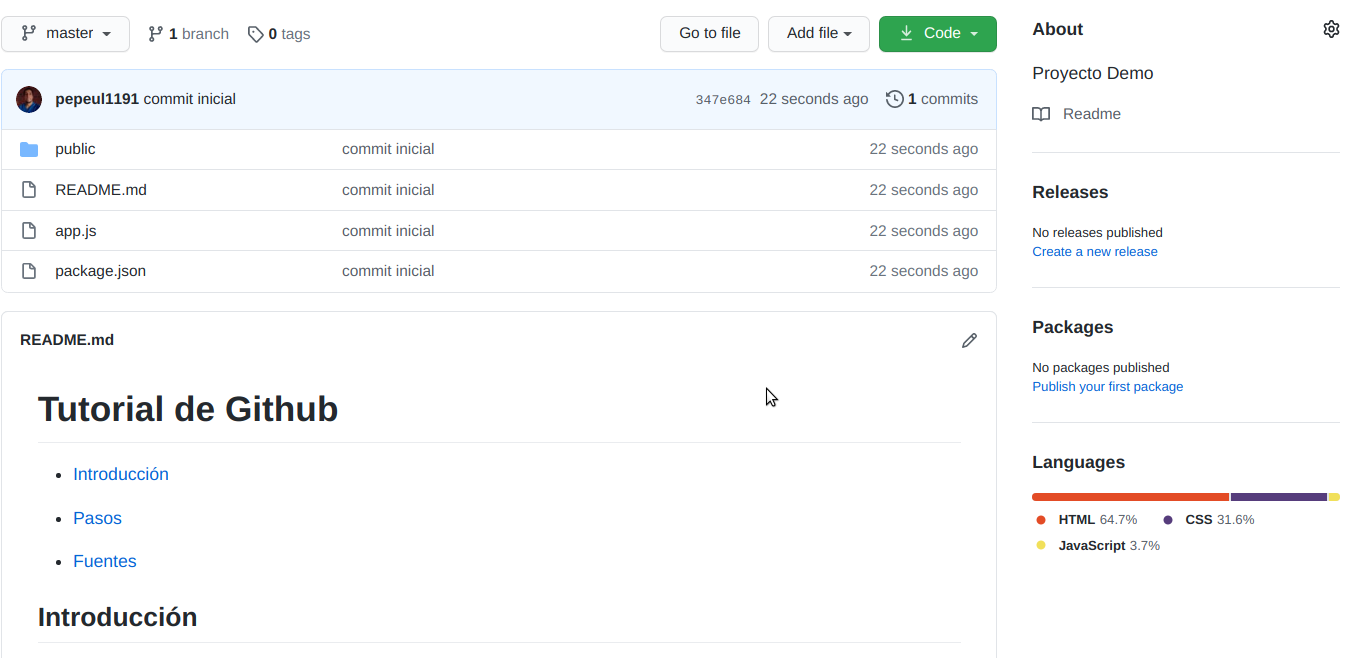 master 1 branch 0 tags Go to file Add file Code
pepeul1191 commit inicial 347e684 22 seconds ago 1 commits
public commit inicial 22 seconds ago
README.md commit inicial 22 seconds ago
app.js commit inicial 22 seconds ago
package.json commit inicial 22 seconds ago
README.md
Tutorial de Github
Introducción
Pasos
Fuentes
Introducción
About
Proyecto Demo
Readme
Releases
No releases published
Create a new release
Packages
No packages published
Publish your first package
Languages
HTML 64.7% CSS 31.6%
JavaScript 3.7%